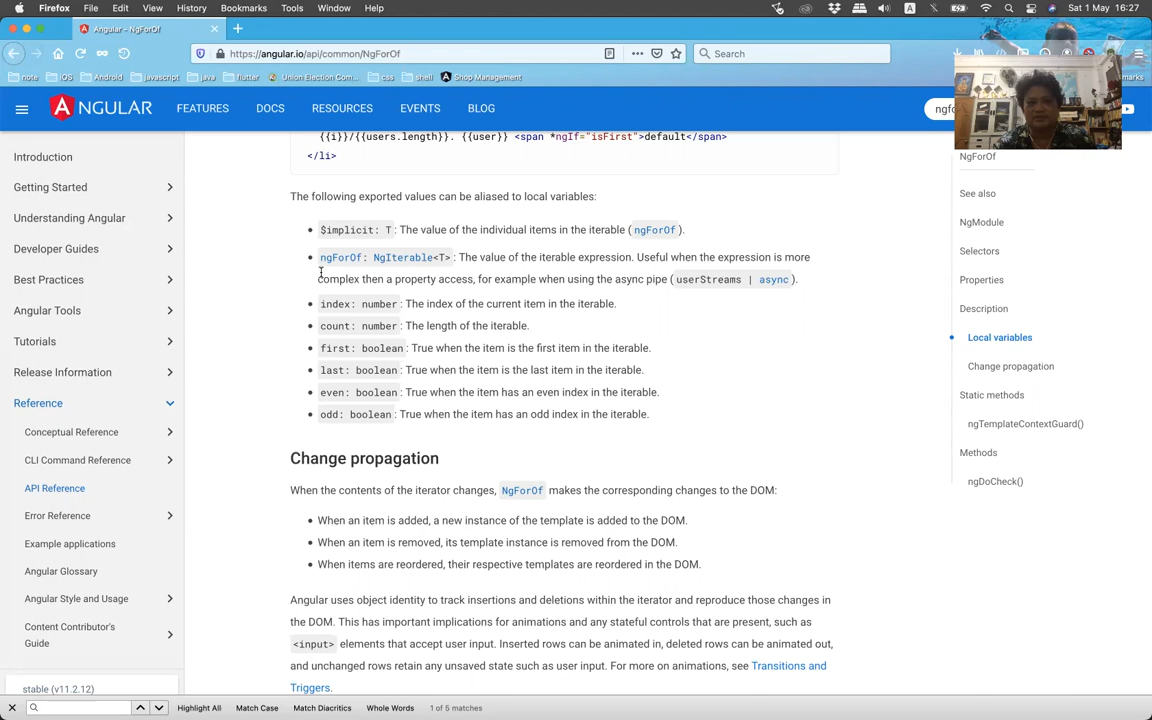 Firefox File Edit View History Bookmarks Tools Window Help
A
Sat 1 May 16:27
Angular - NgForOf
https://angular.io/api/common/NgForOf
Search
note iOS Android javascript java flutter Union Election Com... css shell Shop Management
NGULAR FEATURES DOCS RESOURCES EVENTS BLOG
Introduction
Getting Started
Understanding Angular
Developer Guides
Best Practices
Angular Tools
Tutorials
Release Information
Reference
Conceptual Reference
CLI Command Reference
API Reference
Error Reference
Example applications
Angular Glossary
Angular Style and Usage
Content Contributor's
Guide
stable (v11.2.12)
{{i}}/{{users.length}}. {{user}} <span *ngIf="isFirst">default</span>
</li>
The following exported values can be aliased to local variables:
• $implicit: T: The value of the individual items in the iterable (ngForOf).
• ngForOf: NgIterable<T>: The value of the iterable expression. Useful when the expression is more
complex then a property access, for example when using the async pipe (userStreams | async).
• index: number: The index of the current item in the iterable.
• count: number: The length of the iterable.
• first: boolean: True when the item is the first item in the iterable.
• last: boolean: True when the item is the last item in the iterable.
• even: boolean: True when the item has an even index in the iterable.
• odd: boolean: True when the item has an odd index in the iterable.
Change propagation
When the contents of the iterator changes, NgForOf makes the corresponding changes to the DOM:
• When an item is added, a new instance of the template is added to the DOM.
• When an item is removed, its template instance is removed from the DOM.
• When items are reordered, their respective templates are reordered in the DOM.
Angular uses object identity to track insertions and deletions within the iterator and reproduce those changes in
the DOM. This has important implications for animations and any stateful controls that are present, such as
<input> elements that accept user input. Inserted rows can be animated in, deleted rows can be animated out,
and unchanged rows retain any unsaved state such as user input. For more on animations, see Transitions and
Triggers.
NgForOf
See also
NgModule
Selectors
Properties
Description
Local variables
Change propagation
Static methods
ngTemplateContextGuard()
Methods
ngDoCheck()
Highlight All Match Case Match Diacritics Whole Words 1 of 5 matches